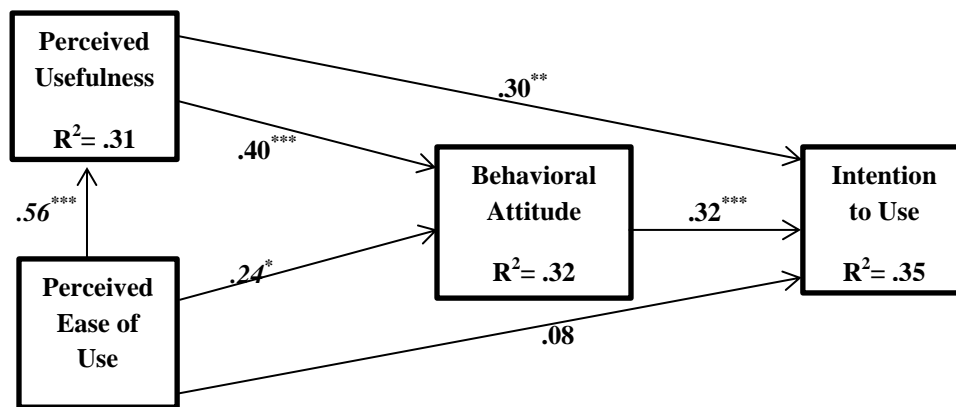 Perceived
Usefulness
R²= .31
.30**
.40***
Behavioral
Attitude
R²= .32
Intention
to Use
R²= .35
.32***
.56***
.24*
Perceived
Ease of
Use
.08